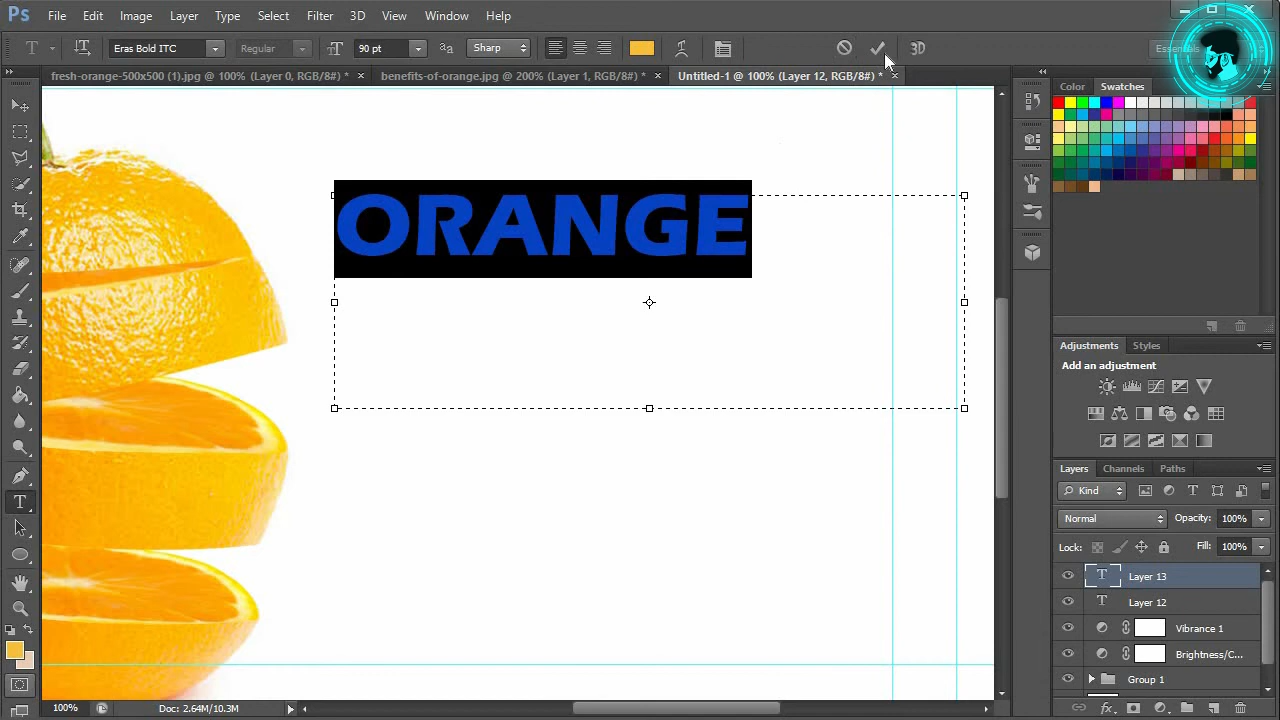 Ps File Edit Image Layer Type Select Filter 3D View Window Help
T Eras Bold ITC Regular 90 pt Sharp 3D Essentials
fresh-orange-500x500 (1).jpg @ 100% (Layer 0, RGB/8#) * × benefits-of-orange.jpg @ 200% (Layer 1, RGB/8#) * × Untitled-1 @ 100% (Layer 12, RGB/8#) * ×
Color Swatches
ORANGE
Adjustments Styles
Add an adjustment
Layers Channels Paths
Kind
Normal Opacity: 100%
Lock: Fill: 100%
T Layer 13
T Layer 12
Vibrance 1
Brightness/C...
Group 1
100% Doc: 2.64M/10.3M